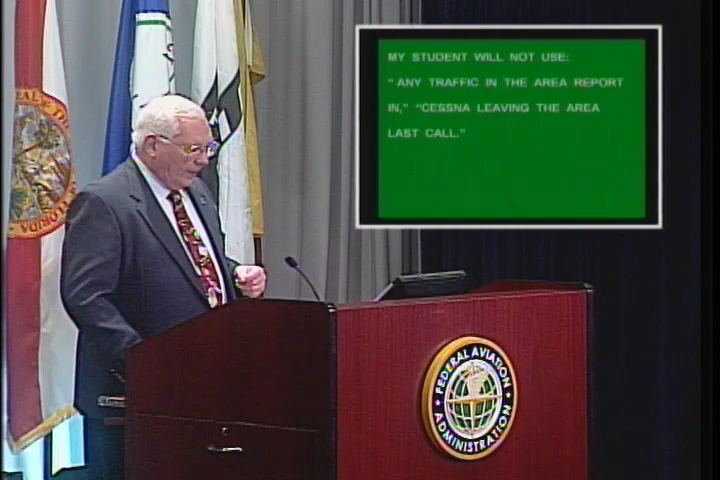 MY STUDENT WILL NOT USE:
" ANY TRAFFIC IN THE AREA REPORT
IN," "CESSNA LEAVING THE AREA
LAST CALL."
FEDERAL AVIATION
ADMINISTRATION